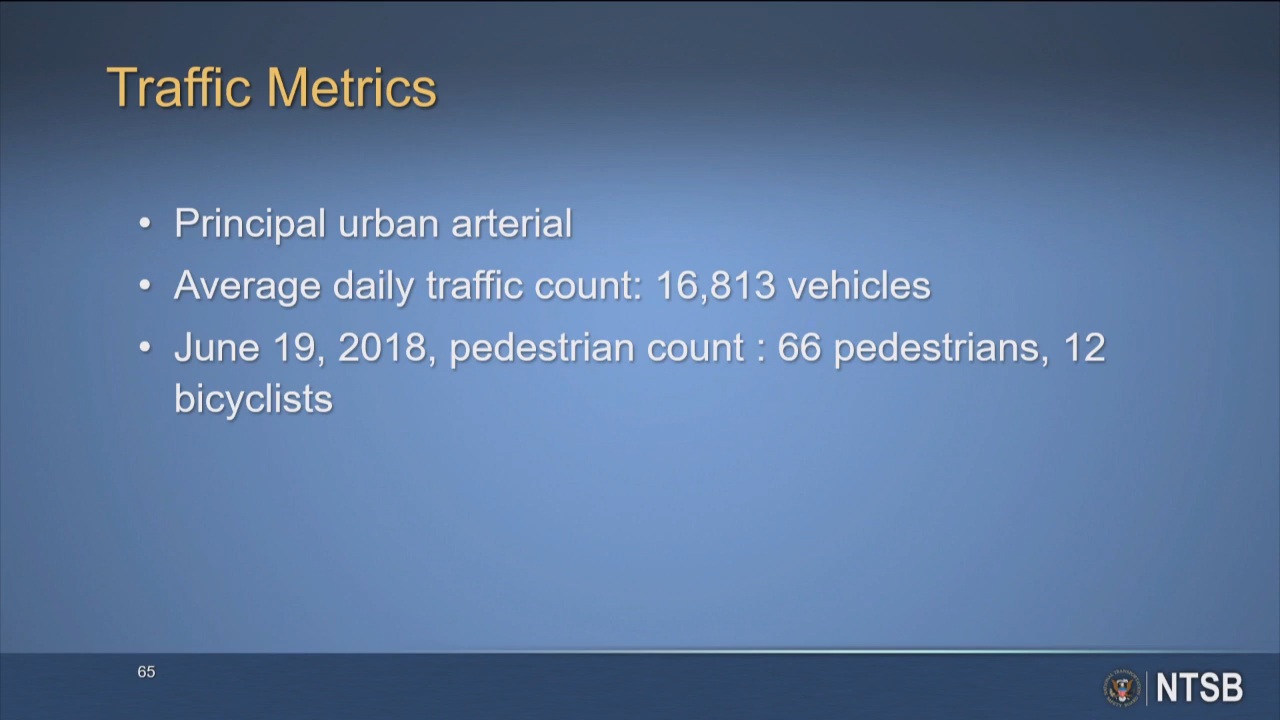 Traffic Metrics
• Principal urban arterial
• Average daily traffic count: 16,813 vehicles
• June 19, 2018, pedestrian count : 66 pedestrians, 12
bicyclists
65
NTSB